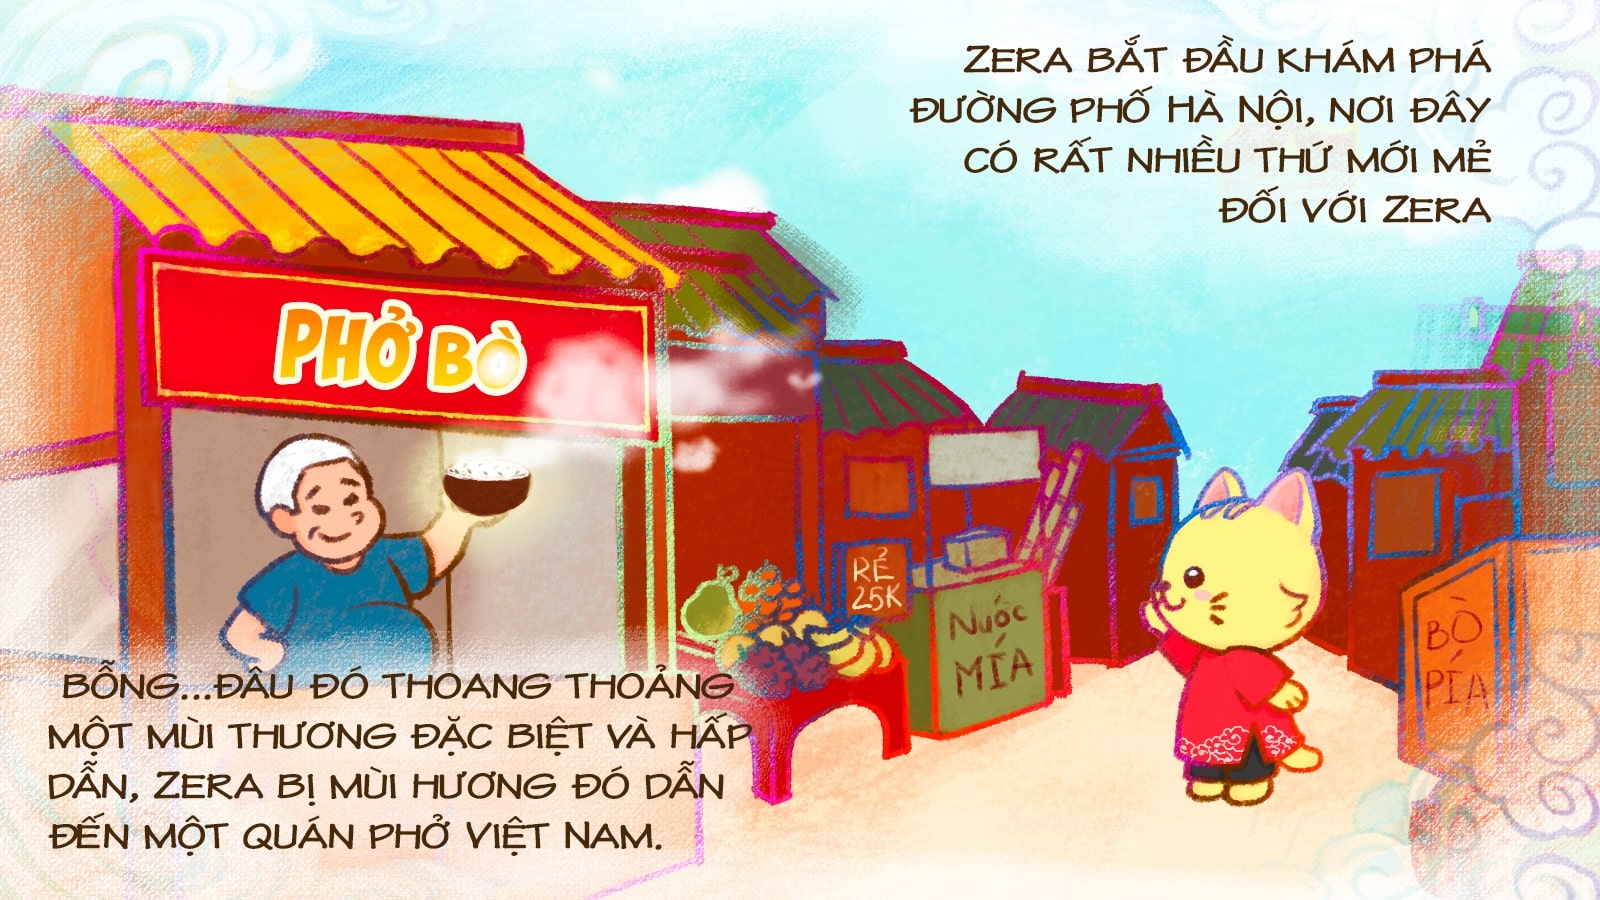 ZERA BẮT ĐẦU KHÁM PHÁ
ĐƯỜNG PHỐ HÀ NỘI, NƠI ĐÂY
CÓ RẤT NHIỀU THỨ MỚI MẺ
ĐỐI VỚI ZERA
PHỞ BÒ
RẺ
25K
NƯỚC
MÍA
BÒ
PÍA
BỖNG...ĐÂU ĐÓ THOANG THOẢNG
MỘT MÙI THƯƠNG ĐẶC BIỆT VÀ HẤP
DẪN, ZERA BỊ MÙI HƯƠNG ĐÓ DẪN
ĐẾN MỘT QUÁN PHỞ VIỆT NAM.